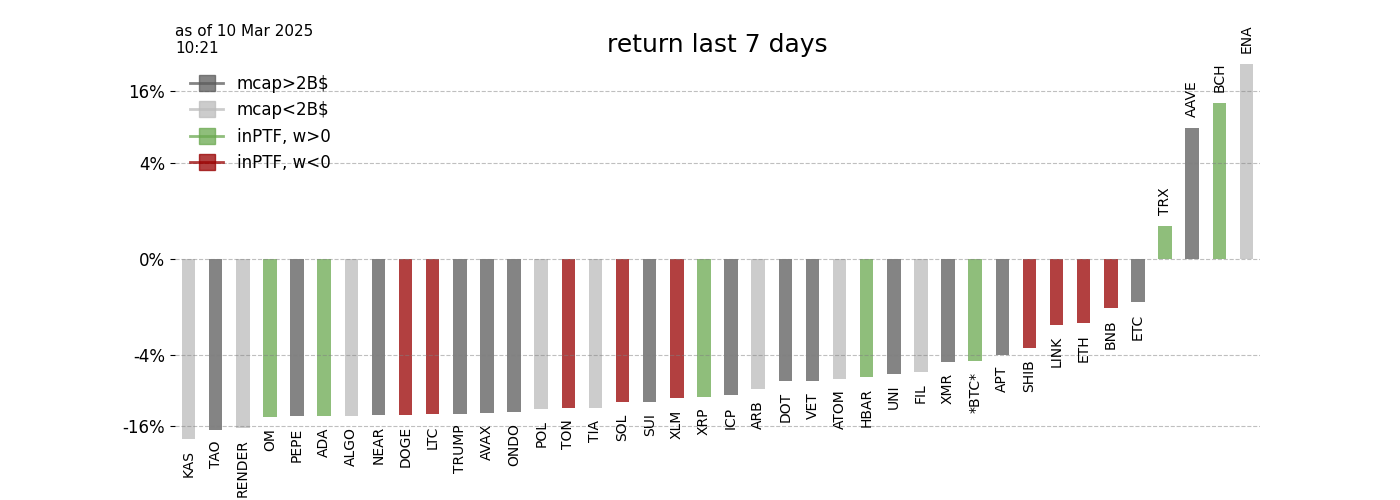 as of 10 Mar 2025
10:21
return last 7 days
mcap>2B$
mcap<2B$
inPTF, w>0
inPTF, w<0
16%
4%
0%
-4%
-16%
KAS
TAO
RENDER
OM
PEPE
ADA
ALGO
NEAR
DOGE
LTC
TRUMP
AVAX
ONDO
POL
TON
TIA
SOL
SUI
XLM
XRP
ICP
ARB
DOT
VET
ATOM
HBAR
UNI
FIL
XMR
*BTC*
APT
SHIB
LINK
ETH
BNB
ETC
TRX
AAVE
BCH
ENA